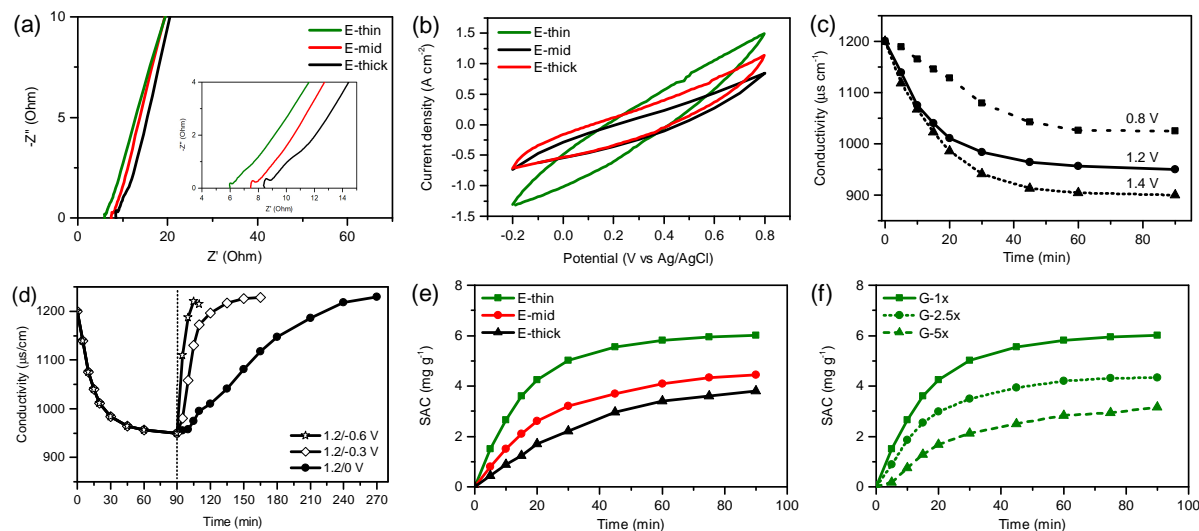 (a)
10
5
0
-Z'' (Ohm)
0
20
40
60
Z' (Ohm)
E-thin
E-mid
E-thick
4
2
0
-Z'' (Ohm)
4
6
8
10
12
14
Z' (Ohm)
(b)
1.5
1.0
0.5
0.0
-0.5
-1.0
-1.5
Current density (A cm⁻²)
-0.2
0.0
0.2
0.4
0.6
0.8
Potential (V vs Ag/AgCl)
E-thin
E-mid
E-thick
(c)
1200
1100
1000
900
Conductivity (µs cm⁻¹)
0
20
40
60
80
Time (min)
0.8 V
1.2 V
1.4 V
(d)
1200
1100
1000
900
Conductivity (µs/cm)
0
30
60
90
120
150
180
210
240
270
Time (min)
1.2/-0.6 V
1.2/-0.3 V
1.2/0 V
(e)
8
6
4
2
0
SAC (mg g⁻¹)
0
20
40
60
80
100
Time (min)
E-thin
E-mid
E-thick
(f)
8
6
4
2
0
SAC (mg g⁻¹)
0
20
40
60
80
100
Time (min)
G-1x
G-2.5x
G-5x